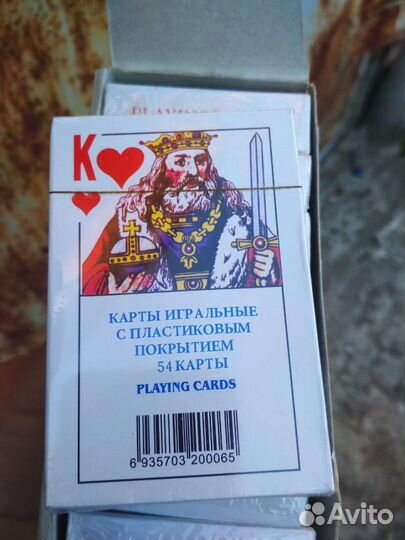 K
КАРТЫ ИГРАЛЬНЫЕ
С ПЛАСТИКОВЫМ
ПОКРЫТИЕМ
54 КАРТЫ
PLAYING CARDS
6 935703 200065
Avito